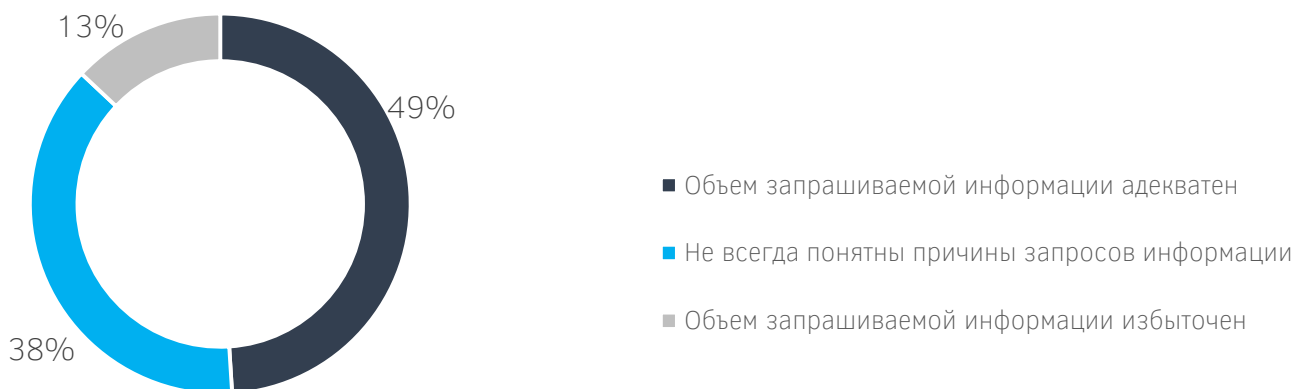 13%
49%
38%
Объем запрашиваемой информации адекватен
Не всегда понятны причины запросов информации
Объем запрашиваемой информации избыточен